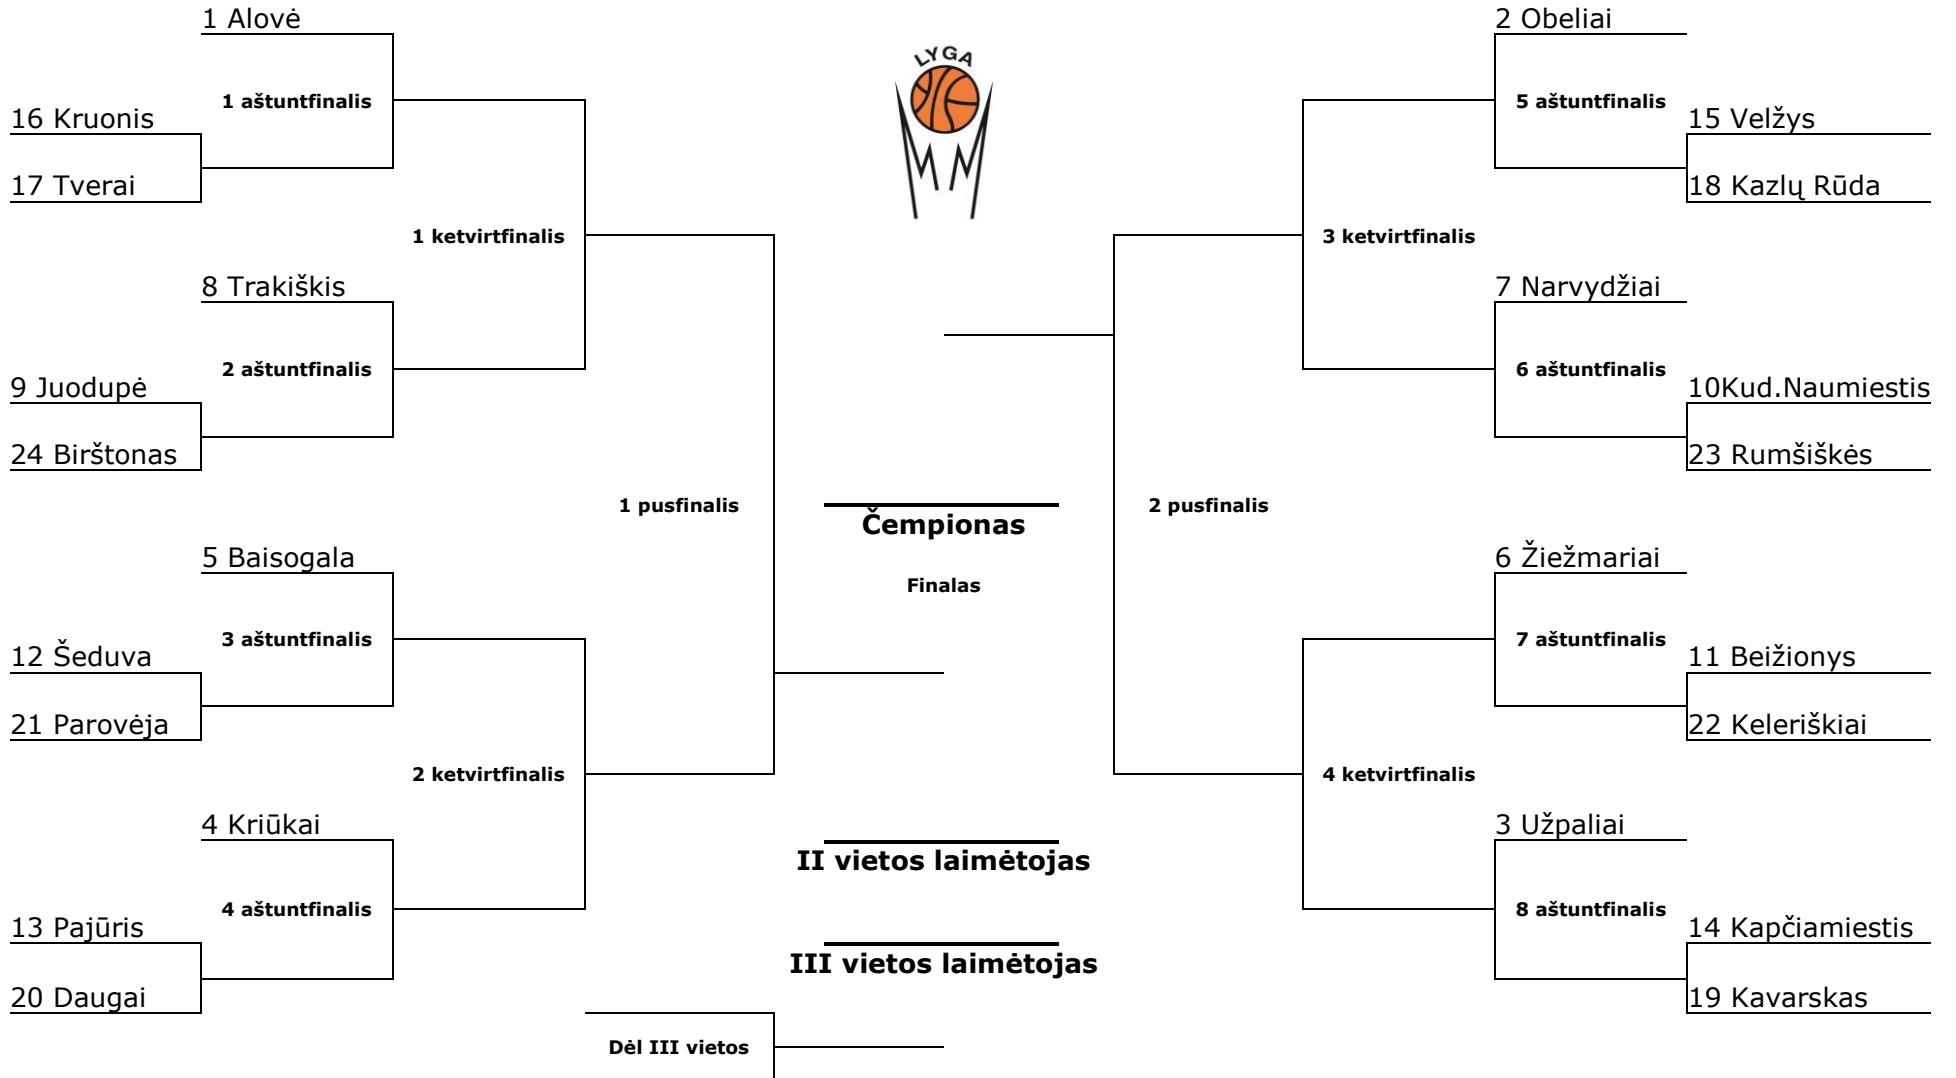 1 Alovė
2 Obeliai
LYGA
1 aštuntfinalis
5 aštuntfinalis
16 Kruonis
15 Velžys
17 Tverai
18 Kazlų Rūda
1 ketvirtfinalis
3 ketvirtfinalis
8 Trakiškis
7 Narvydžiai
2 aštuntfinalis
6 aštuntfinalis
9 Juodupė
10Kud.Naumiestis
24 Birštonas
23 Rumšiškės
1 pusfinalis
2 pusfinalis
Čempionas
5 Baisogala
6 Žiežmariai
Finalas
3 aštuntfinalis
7 aštuntfinalis
12 Šeduva
11 Beižionys
21 Parovėja
22 Keleriškiai
2 ketvirtfinalis
4 ketvirtfinalis
4 Kriūkai
3 Užpaliai
II vietos laimėtojas
4 aštuntfinalis
8 aštuntfinalis
13 Pajūris
14 Kapčiamiestis
III vietos laimėtojas
20 Daugai
19 Kavarskas
Dėl III vietos